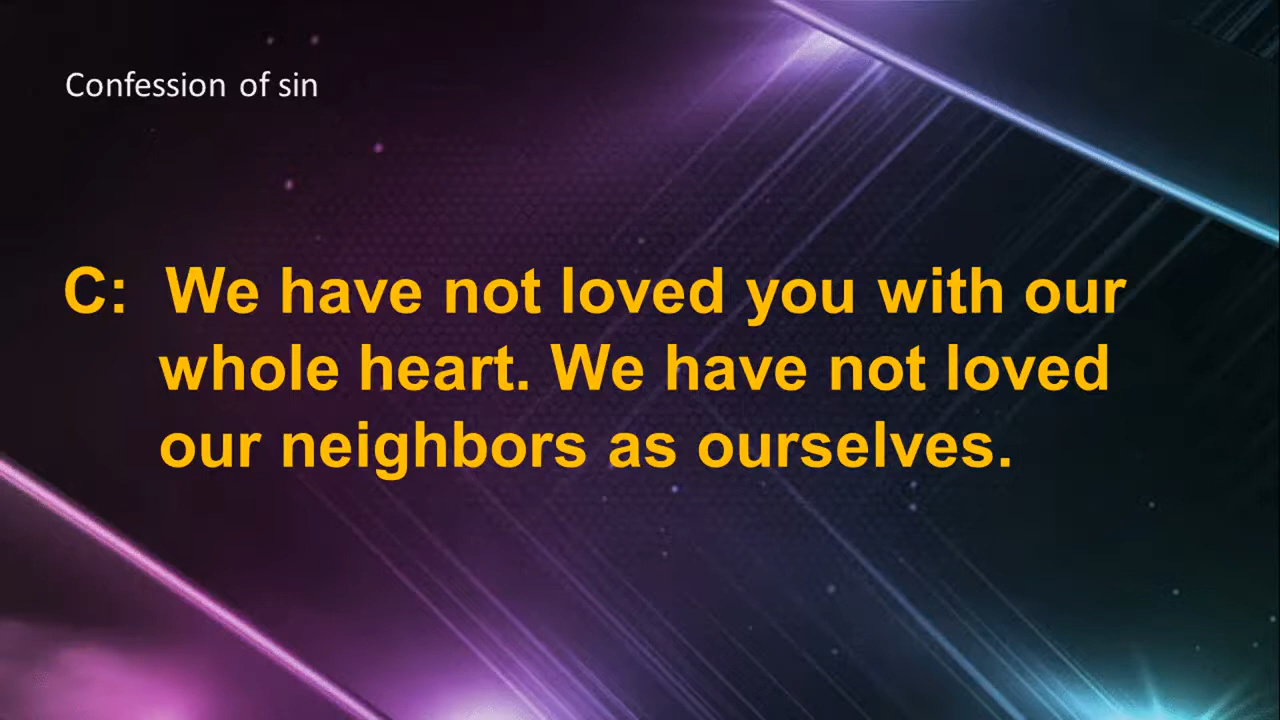 Confession of sin
C: We have not loved you with our
whole heart. We have not loved
our neighbors as ourselves.